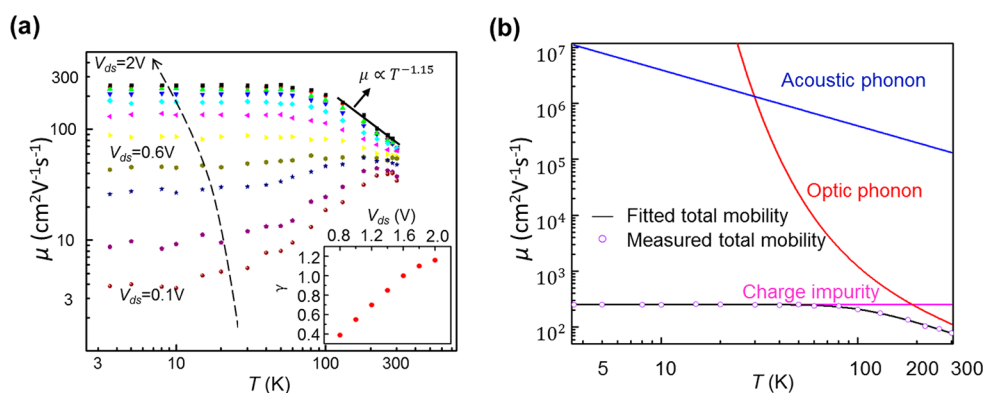 (a)
300
100
30
10
3
μ (cm²V⁻¹s⁻¹)
V_ds=2V
V_ds=0.6V
V_ds=0.1V
μ ∝ T^−1.15
V_ds (V)
0.8 1.2 1.6 2.0
1.2
1.0
0.8
0.6
0.4
γ
3 10 30 100 300
T (K)
(b)
10⁷
10⁶
10⁵
10⁴
10³
10²
μ (cm²V⁻¹s⁻¹)
Acoustic phonon
Optic phonon
Fitted total mobility
Measured total mobility
Charge impurity
5 10 100 200 300
T (K)